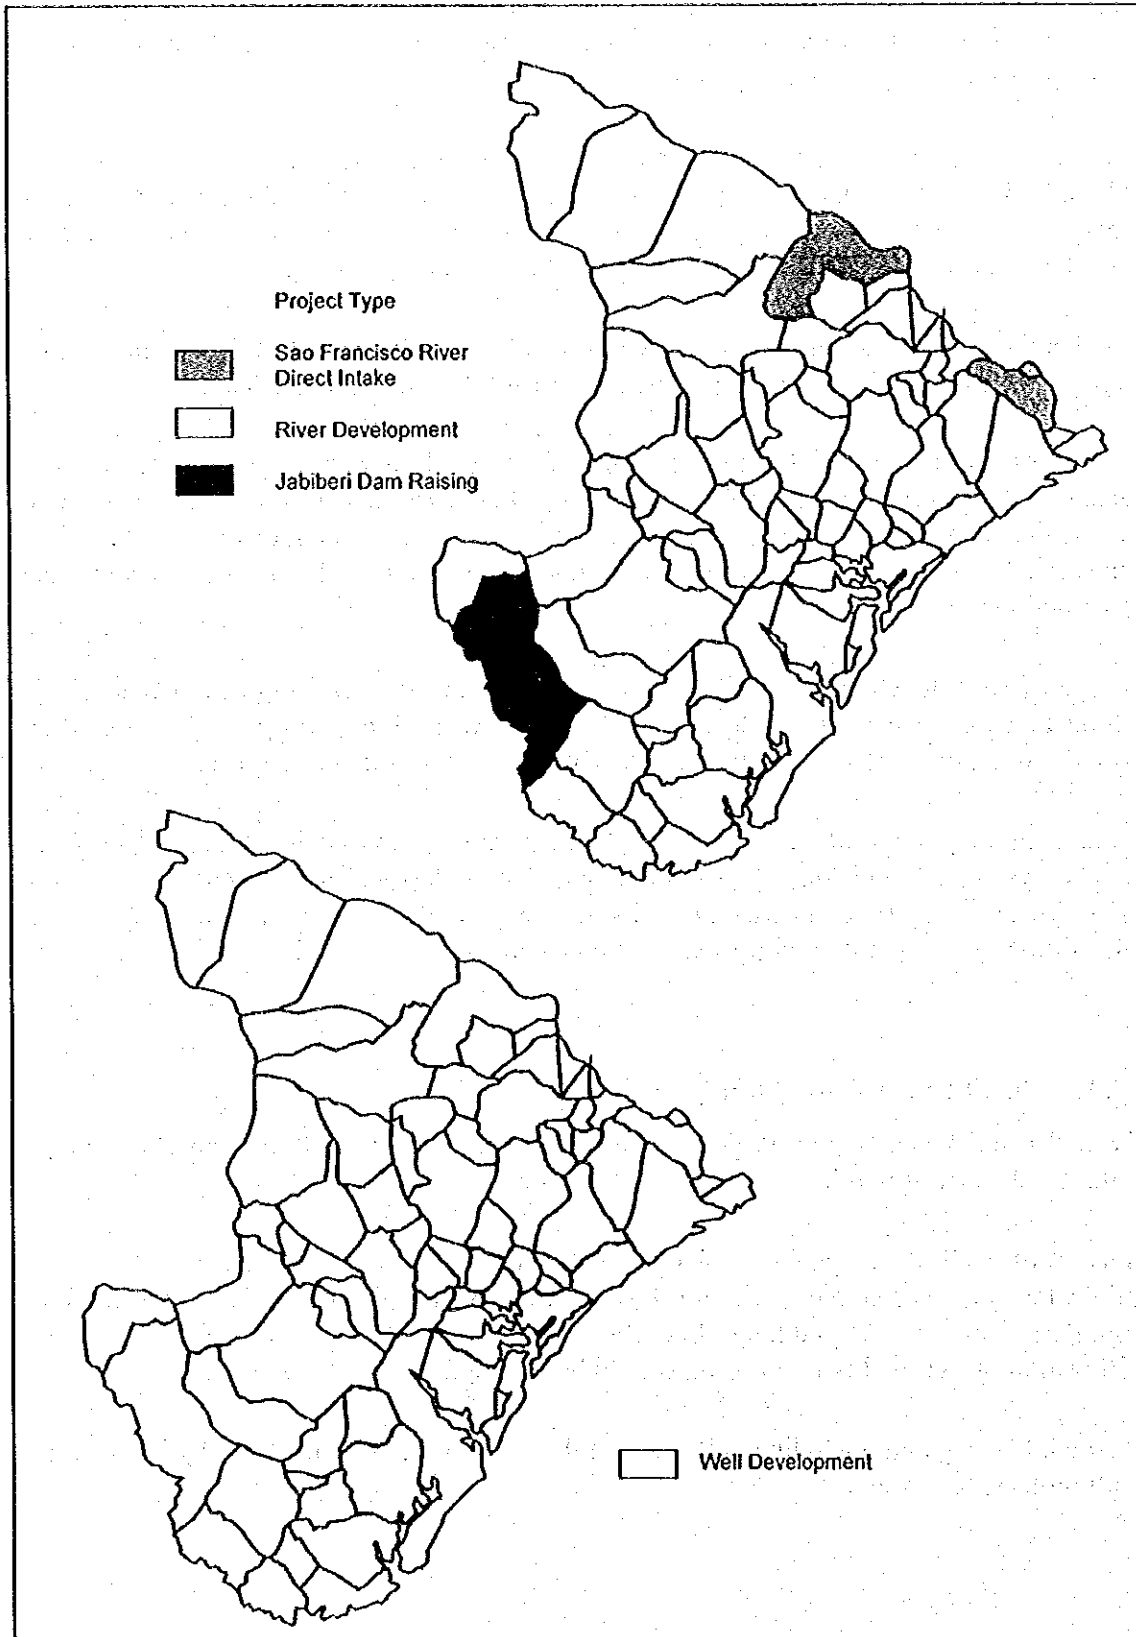 Project Type
Sao Francisco River
Direct Intake
River Development
Jabiberi Dam Raising
Well Development